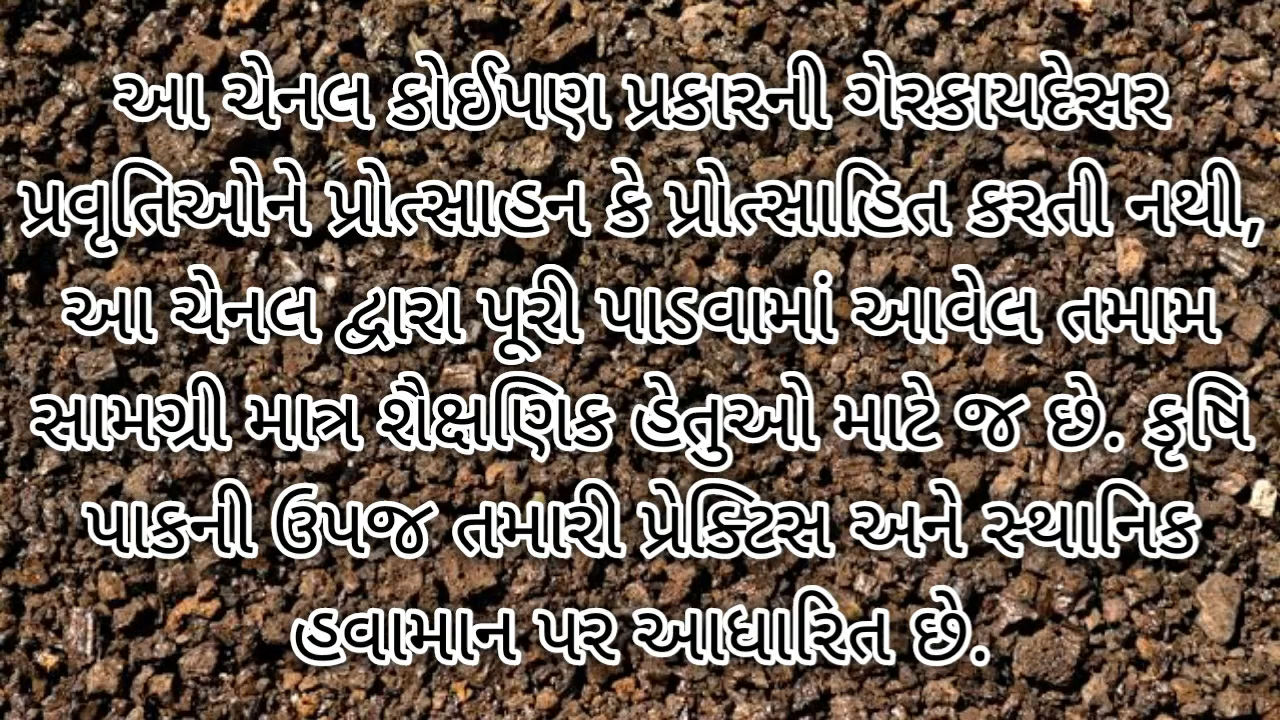 આ ચેનલ કોઈપણ પ્રકારની ગેરકાયદેસર
પ્રવૃતિઓને પ્રોત્સાહન કે પ્રોત્સાહિત કરતી નથી,
આ ચેનલ દ્વારા પૂરી પાડવામાં આવેલ તમામ
સામગ્રી માત્ર શૈક્ષણિક હેતુઓ માટે જ છે. કૃષિ
પાકની ઉપજ તમારી પ્રેક્ટિસ અને સ્થાનિક
હવામાન પર આધારિત છે.